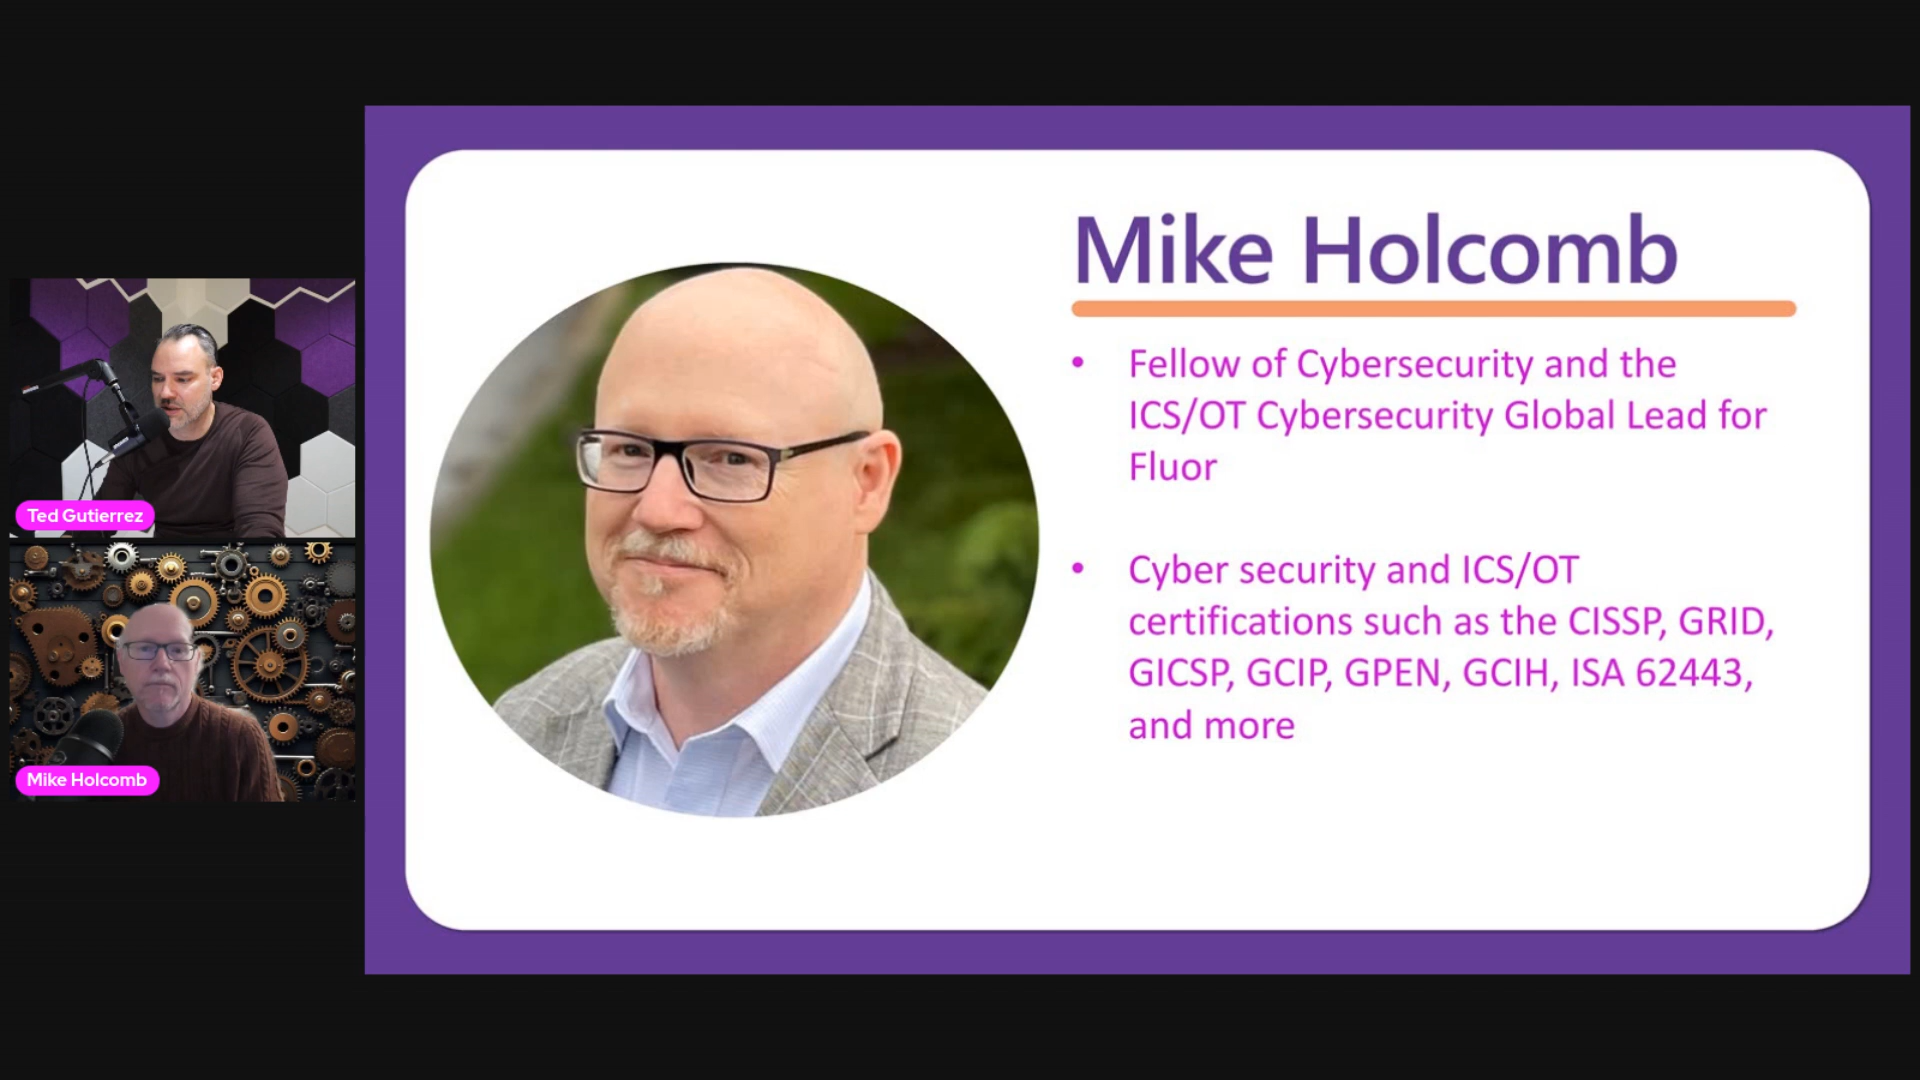 Mike Holcomb
• Fellow of Cybersecurity and the
ICS/OT Cybersecurity Global Lead for
Fluor
• Cyber security and ICS/OT
certifications such as the CISSP, GRID,
GICSP, GCIP, GPEN, GCIH, ISA 62443,
and more
Ted Gutierrez
Mike Holcomb